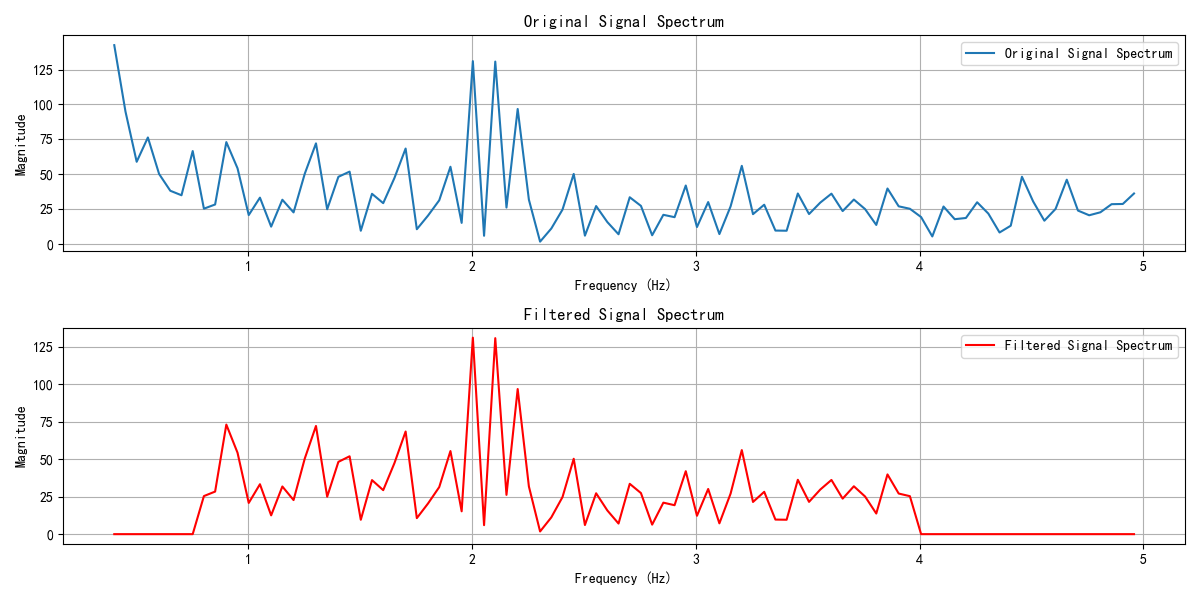 Original Signal Spectrum
Original Signal Spectrum
Magnitude
125
100
75
50
25
0
1 2 3 4 5
Frequency (Hz)
Filtered Signal Spectrum
Filtered Signal Spectrum
Magnitude
125
100
75
50
25
0
1 2 3 4 5
Frequency (Hz)